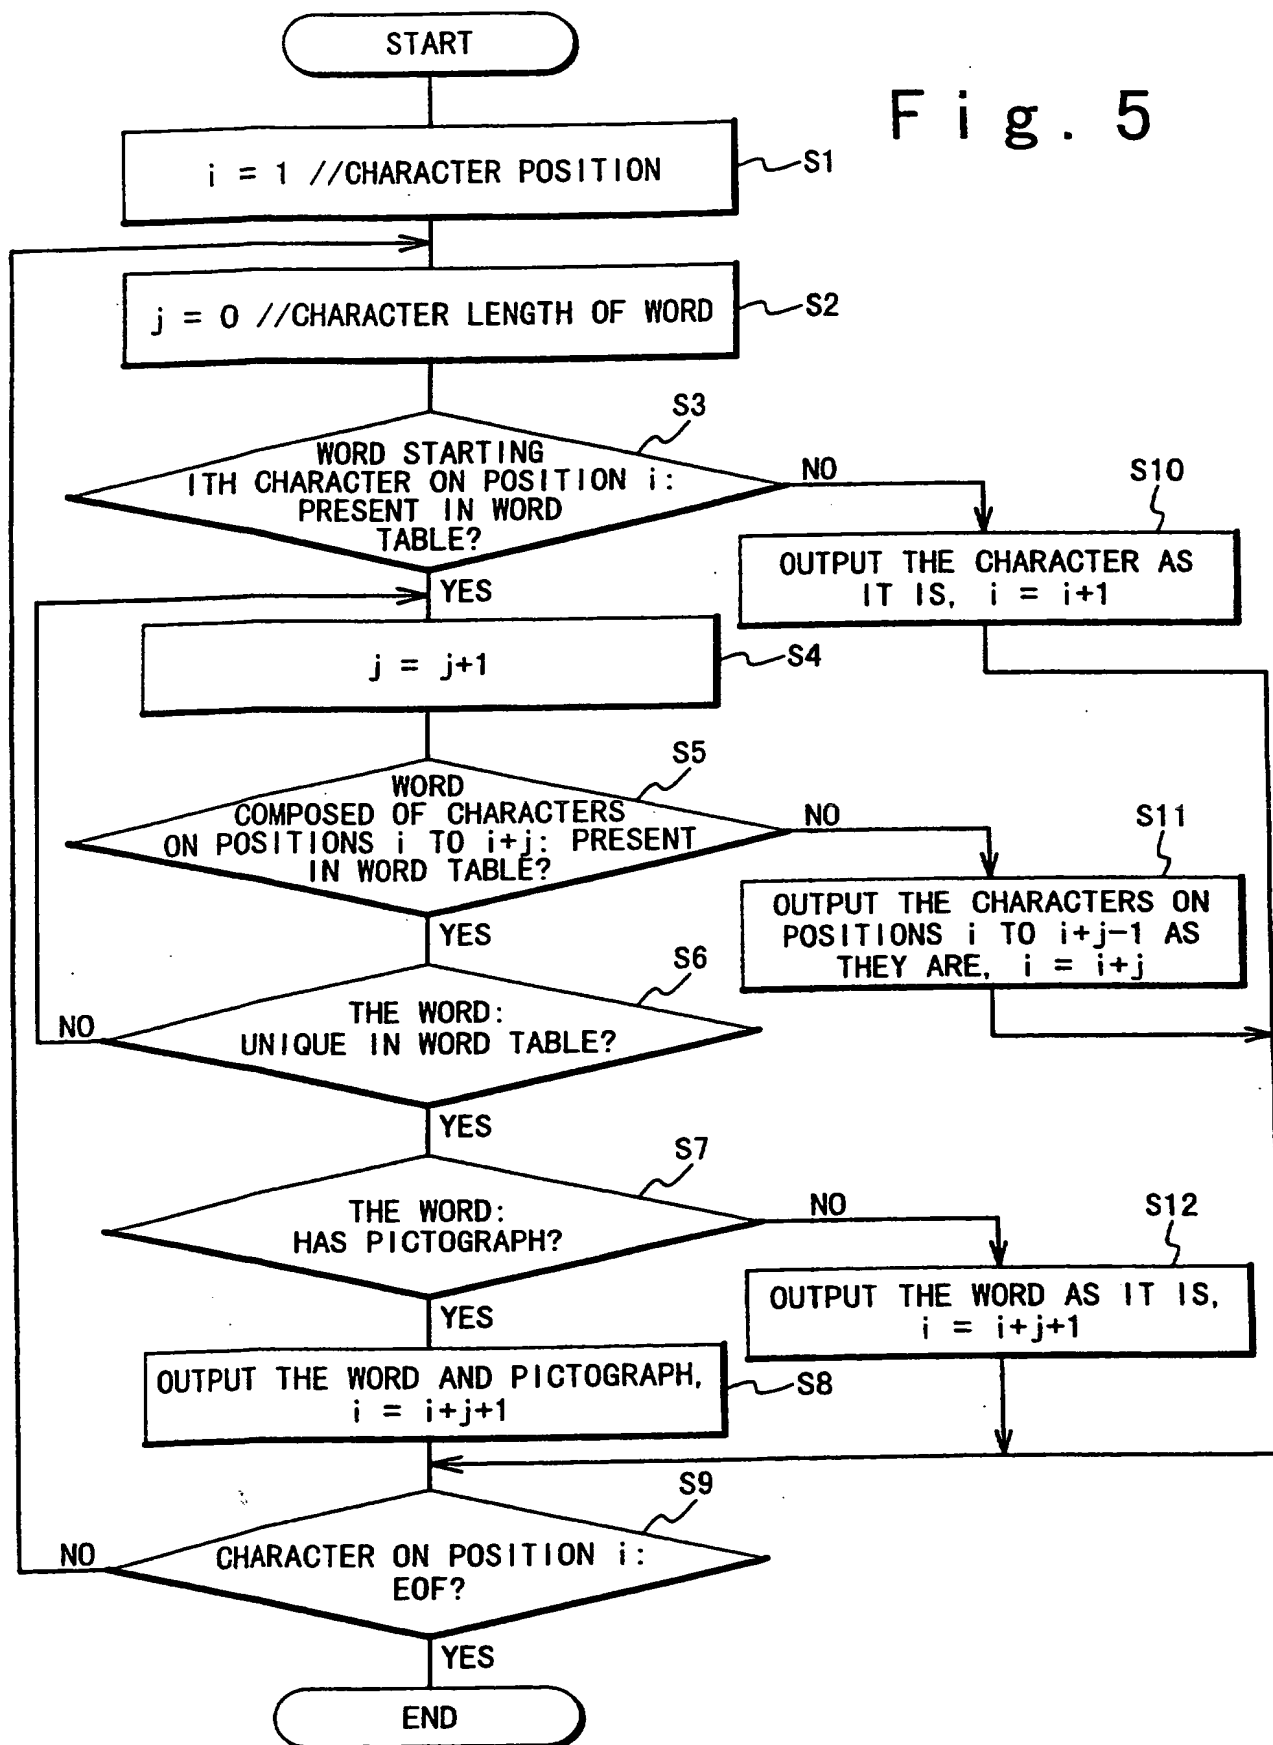 START
Fig. 5
i = 1 //CHARACTER POSITION
S1
j = 0 //CHARACTER LENGTH OF WORD
S2
S3
WORD STARTING
ITH CHARACTER ON POSITION i:
PRESENT IN WORD
TABLE?
NO
YES
S10
OUTPUT THE CHARACTER AS
IT IS, i = i+1
j = j+1
S4
S5
WORD
COMPOSED OF CHARACTERS
ON POSITIONS i TO i+j: PRESENT
IN WORD TABLE?
NO
YES
S11
OUTPUT THE CHARACTERS ON
POSITIONS i TO i+j-1 AS
THEY ARE, i = i+j
S6
THE WORD:
UNIQUE IN WORD TABLE?
NO
YES
S7
THE WORD:
HAS PICTOGRAPH?
NO
YES
S12
OUTPUT THE WORD AS IT IS,
i = i+j+1
OUTPUT THE WORD AND PICTOGRAPH,
i = i+j+1
S8
S9
CHARACTER ON POSITION i:
EOF?
NO
YES
END